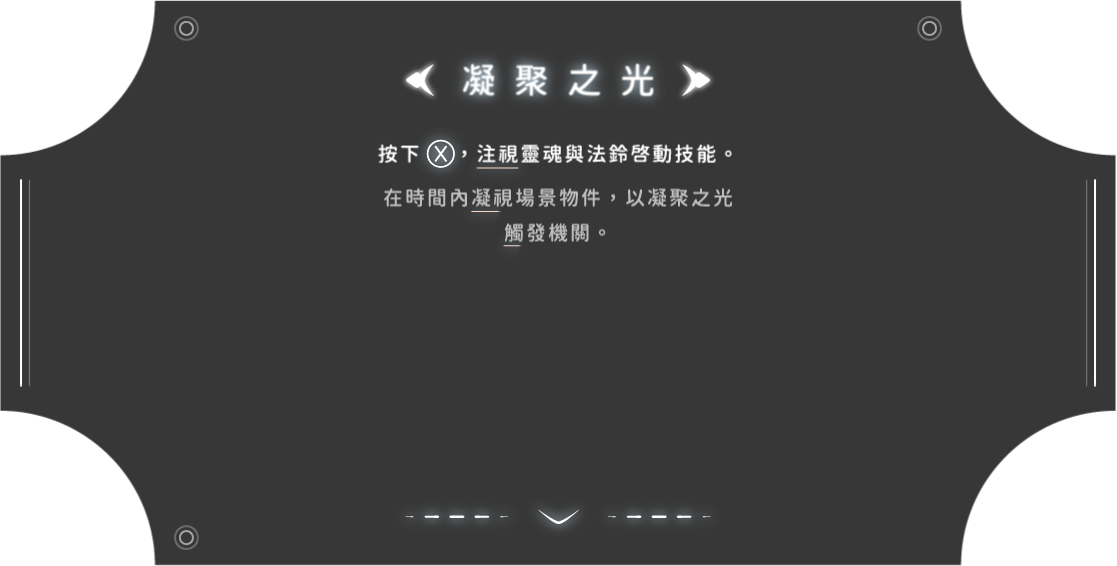 凝聚之光
按下Ⓧ，注視靈魂與法鈴啓動技能。
在時間內凝視場景物件，以凝聚之光
觸發機關。